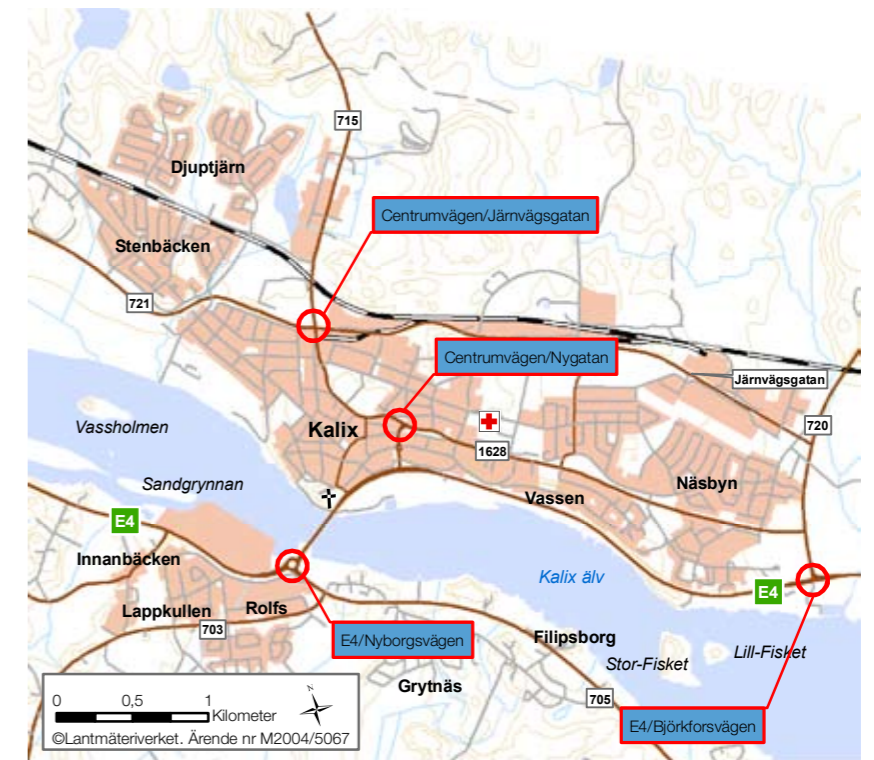 715
Djuptjärn
Centrumvägen/Järnvägsgatan
Stenbäcken
721
Centrumvägen/Nygatan
Järnvägsgatan
Vassholmen
Kalix
720
1628
Sandgrynnan
Näsbyn
Vassen
E4
Innanbäcken
Kalix älv
E4
Lappkullen
Rolfs
703
E4/Nyborgsvägen
Filipsborg
Lill-Fisket
Stor-Fisket
Grytnäs
705
E4/Björkforsvägen
0 0,5 1
Kilometer
N
©Lantmäteriverket. Ärende nr M2004/5067